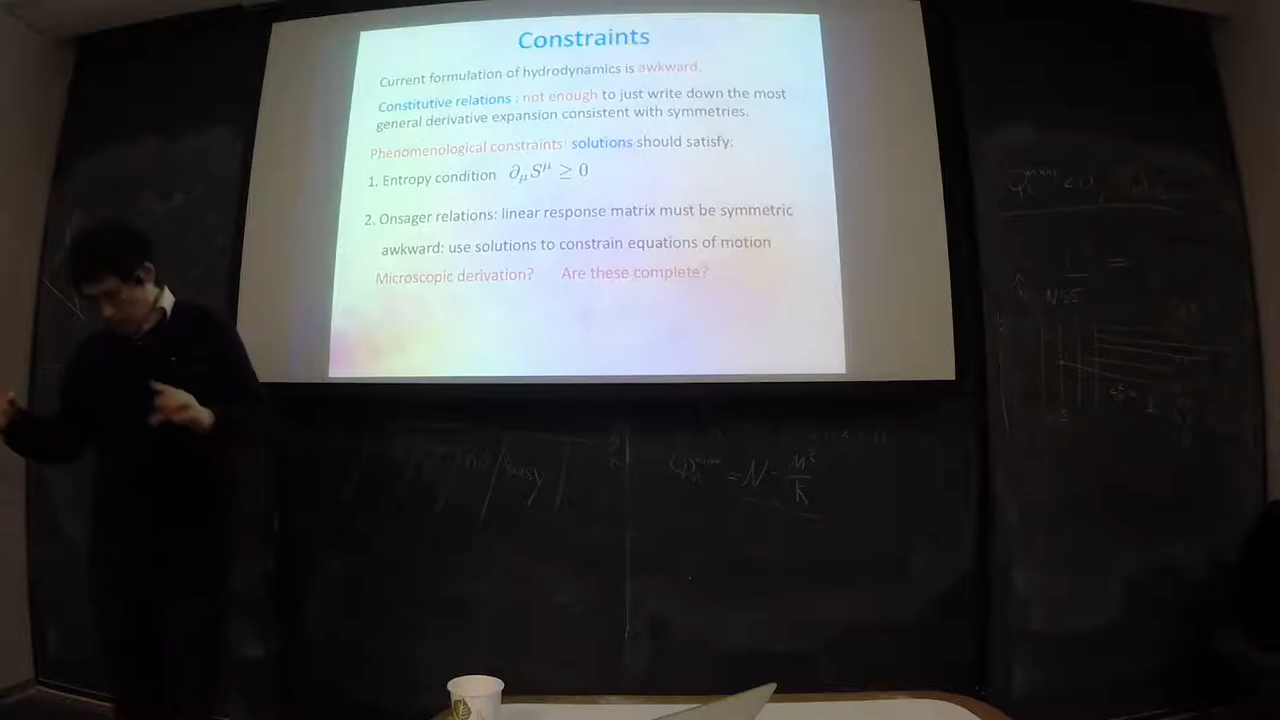 Constraints
Current formulation of hydrodynamics is awkward.
Constitutive relations : not enough to just write down the most
general derivative expansion consistent with symmetries.
Phenomenological constraints: solutions should satisfy:
1. Entropy condition ∂_μ S^μ ≥ 0
2. Onsager relations: linear response matrix must be symmetric
awkward: use solutions to constrain equations of motion
Microscopic derivation? Are these complete?
= N - M²/K
L =